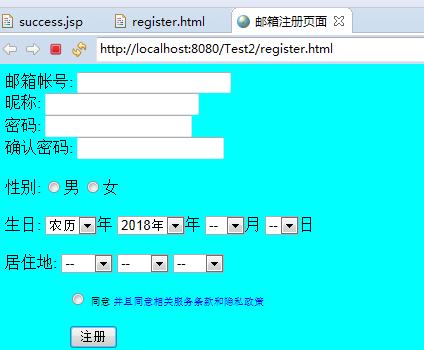 success.jsp register.html 邮箱注册页面
http://localhost:8080/Test2/register.html
邮箱帐号:
昵称:
密码:
确认密码:
性别: 男 女
生日: 农历 年 2018年 年 -- 月 -- 日
居住地: -- -- --
同意 并且同意相关服务条款和隐私政策
注册